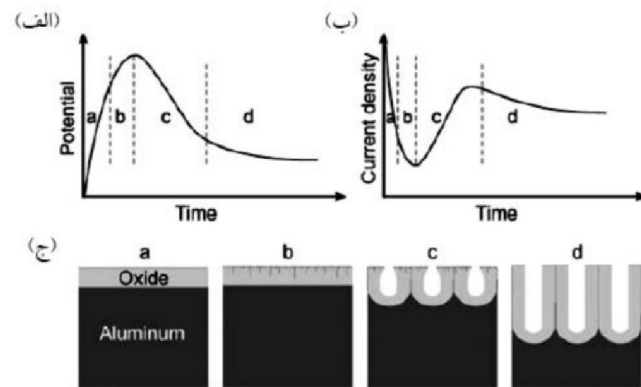 (الف)
Potential
a
b
c
d
Time
(ب)
Current density
a
b
c
d
Time
(ج)
a
b
c
d
Oxide
Aluminum